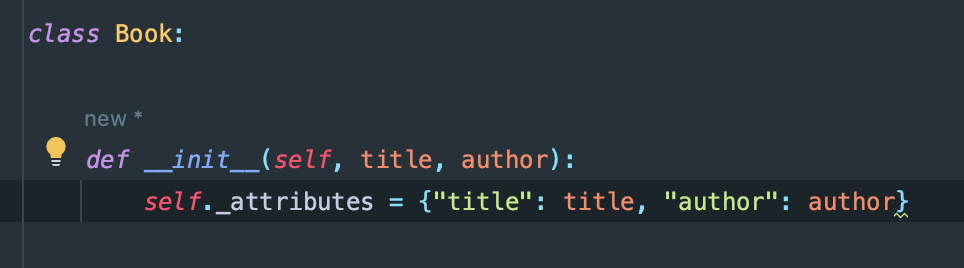 class Book:
new *
def __init__(self, title, author):
self._attributes = {"title": title, "author": author}